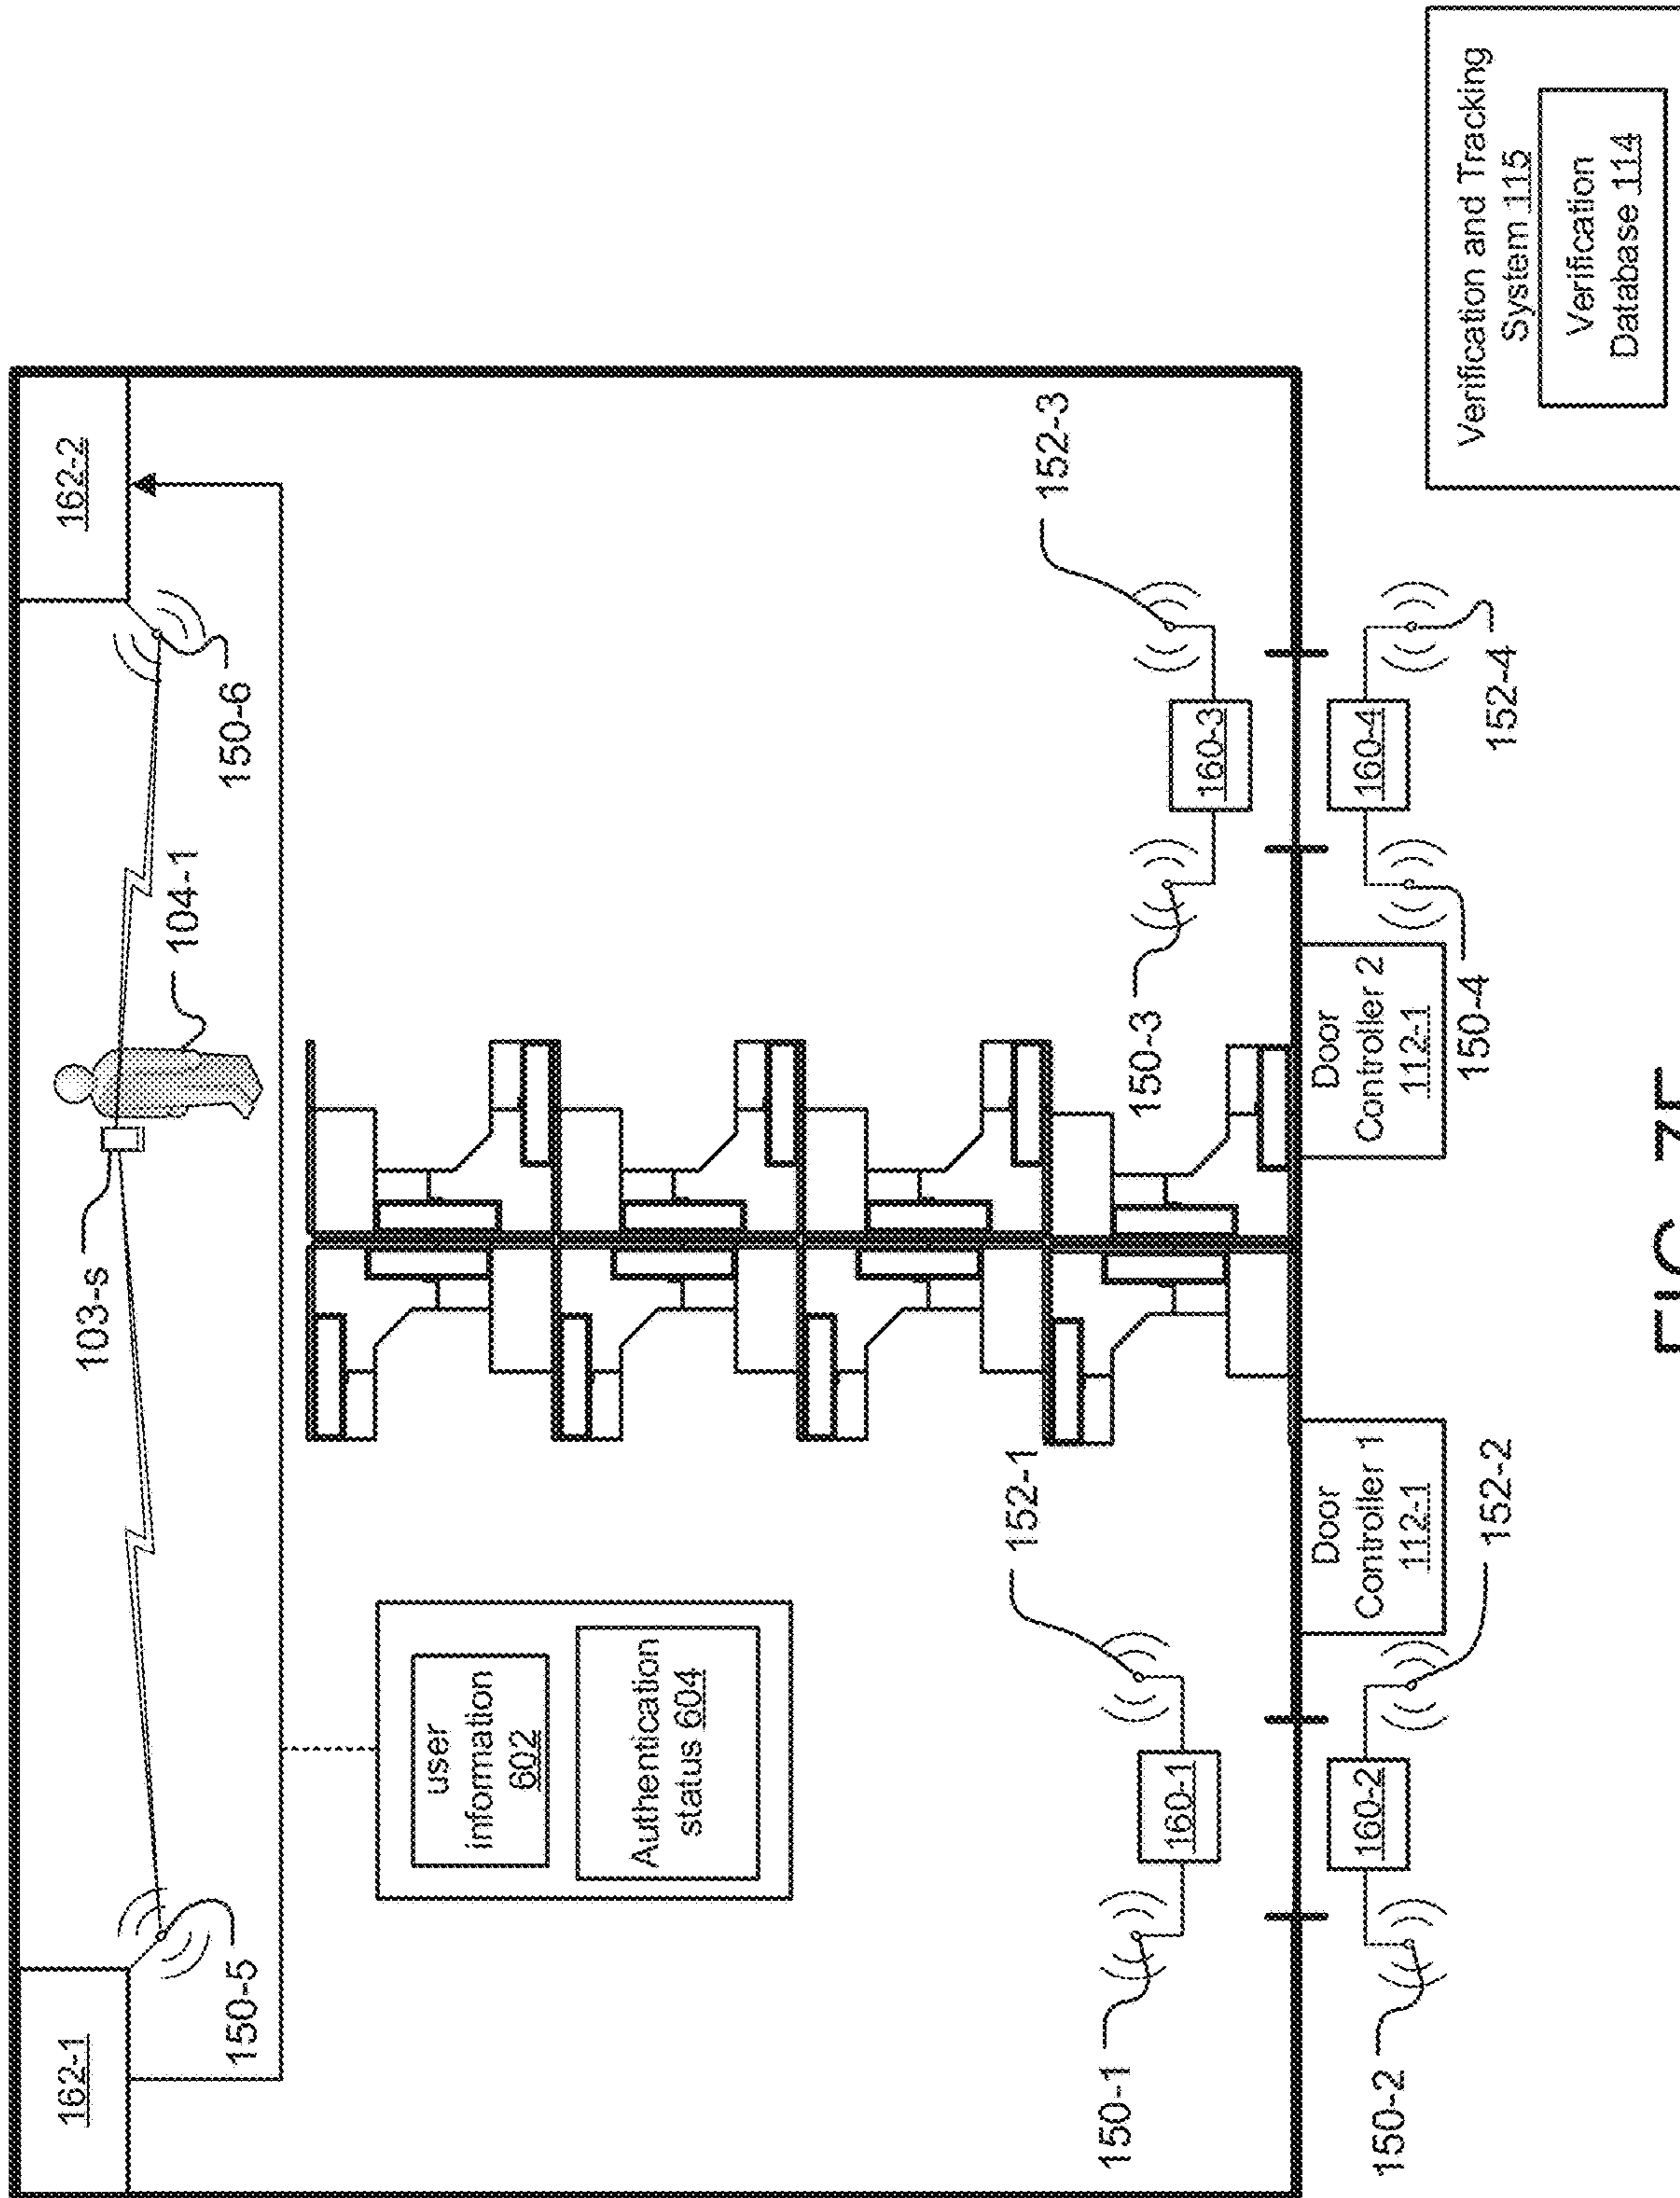 162-1
162-2
103-s
104-1
150-5
150-6
user
information
602
Authentication
status 604
152-1
152-3
150-1
150-3
160-1
160-3
160-2
160-4
Door
Controller 1
112-1
Door
Controller 2
112-1
150-2
152-2
150-4
152-4
Verification and Tracking
System 115
Verification
Database 114